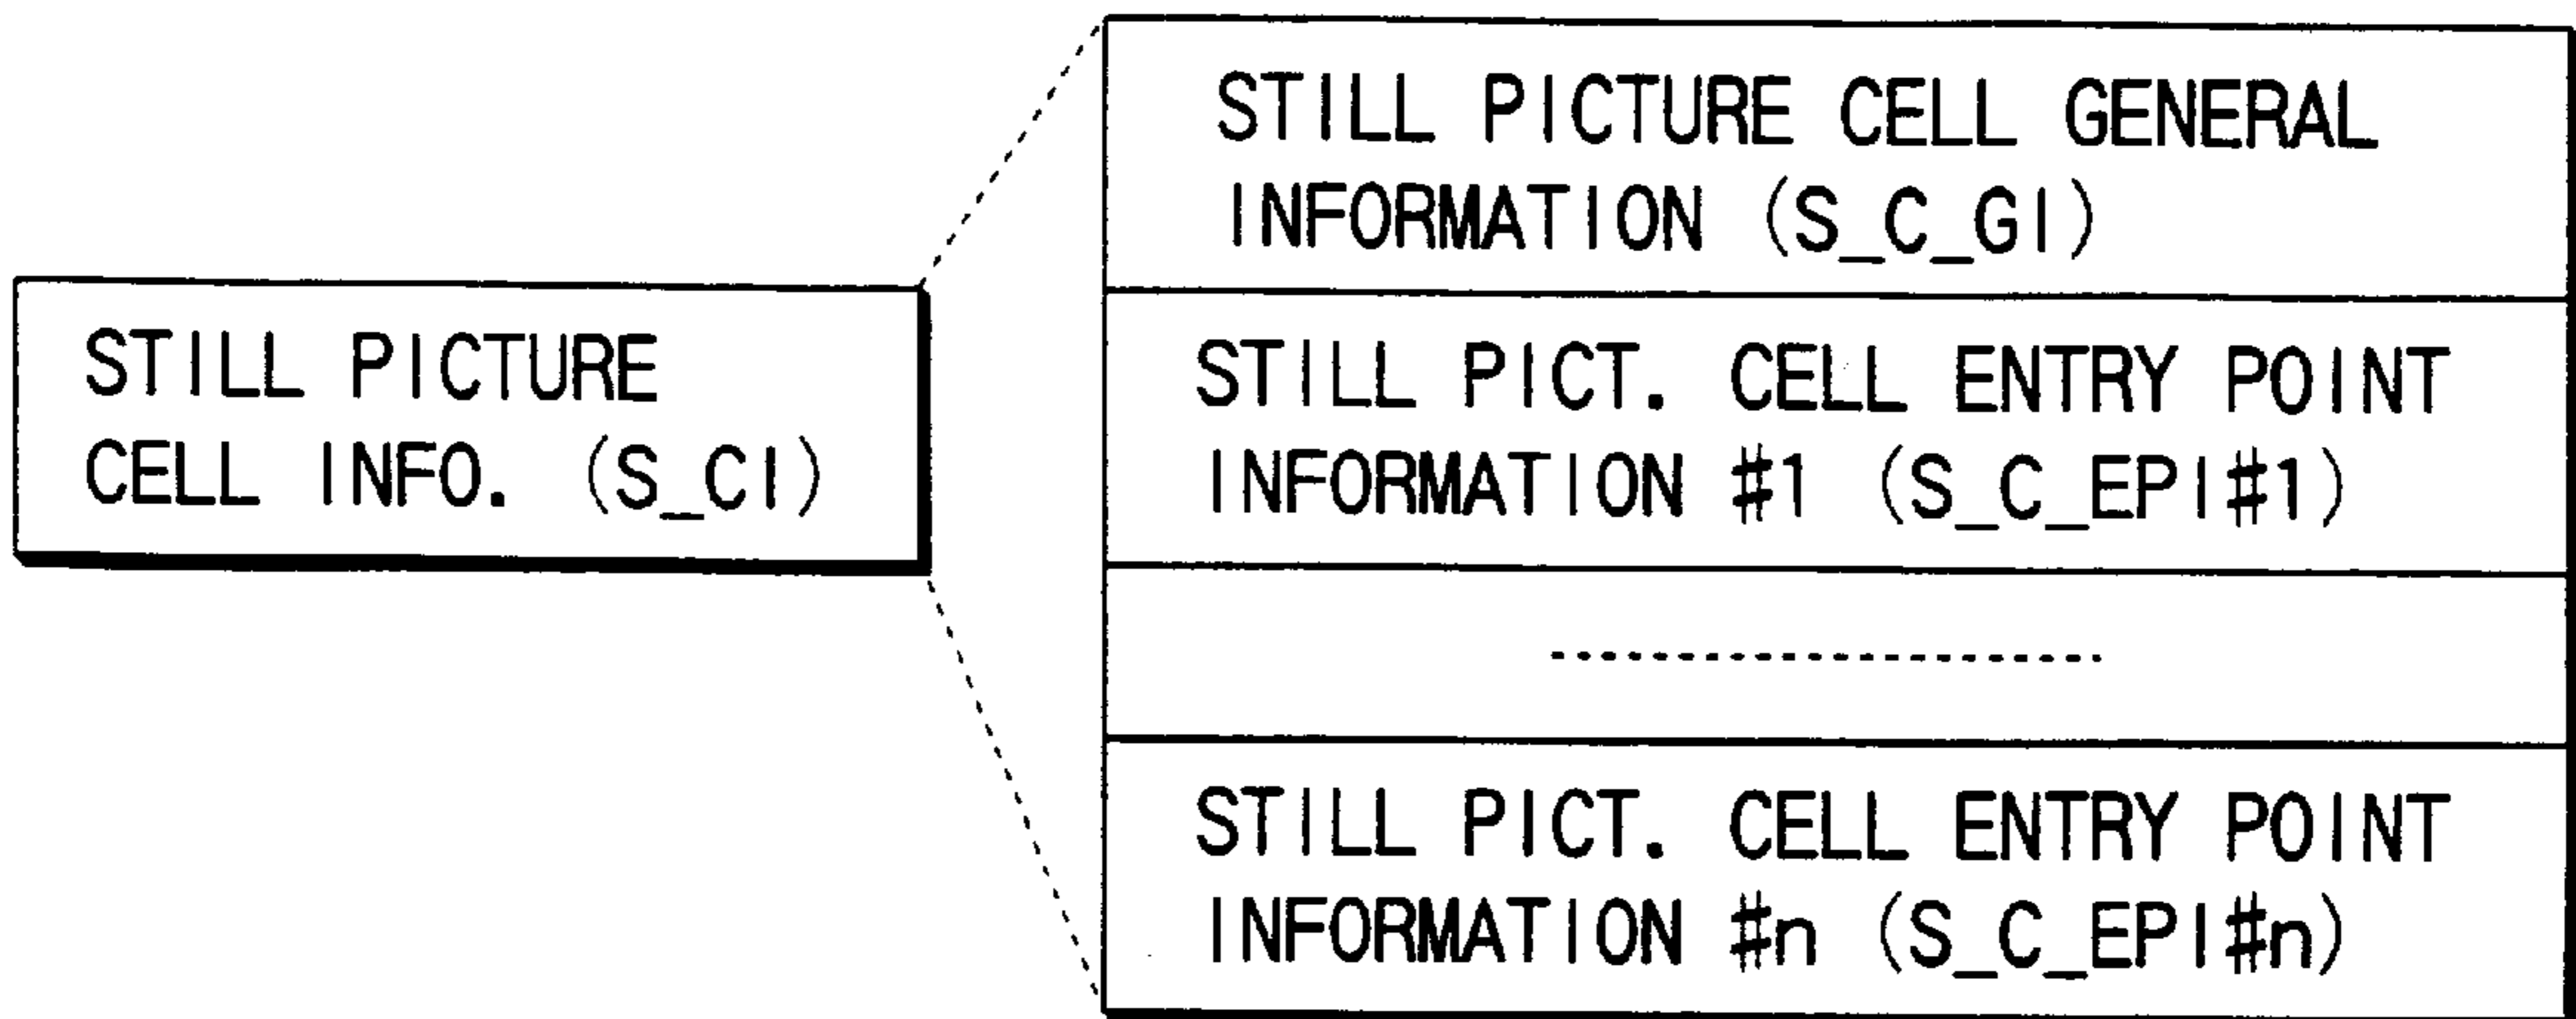 STILL PICTURE
CELL INFO. (S_CI)
STILL PICTURE CELL GENERAL
INFORMATION (S_C_GI)
STILL PICT. CELL ENTRY POINT
INFORMATION #1 (S_C_EPI#1)
STILL PICT. CELL ENTRY POINT
INFORMATION #n (S_C_EPI#n)